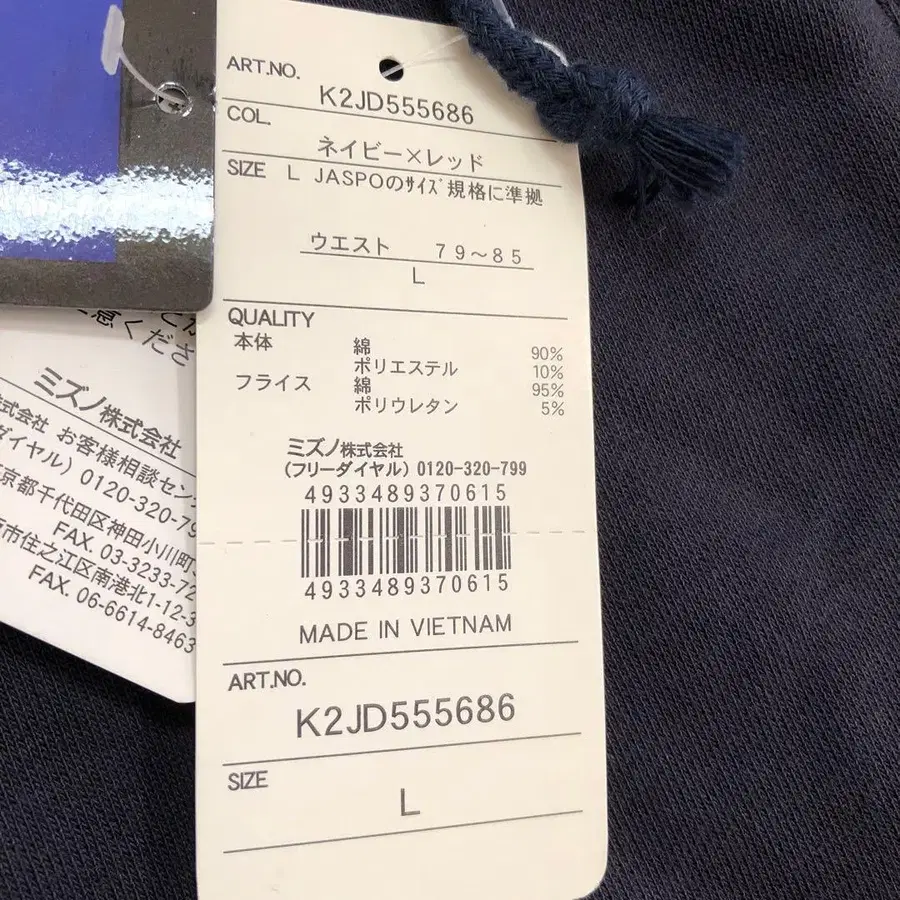 ART.NO.
K2JD555686
COL.
ネイビー×レッド
SIZE L JASPOのサイズ規格に準拠
ウエスト 79～85
L
QUALITY
本体 綿 90%
ポリエステル 10%
フライス 綿 95%
ポリウレタン 5%
ミズノ株式会社
(フリーダイヤル) 0120-320-799
4933489370615
4933489370615
MADE IN VIETNAM
ART.NO.
K2JD555686
SIZE
L
ください
ミズノ株式会社
株式会社 お客様相談セン
ダイヤル) 0120-320-79
京都千代田区神田小川町
FAX. 03-3233-72
市住之江区南港北1-12-3
FAX. 06-6614-8463